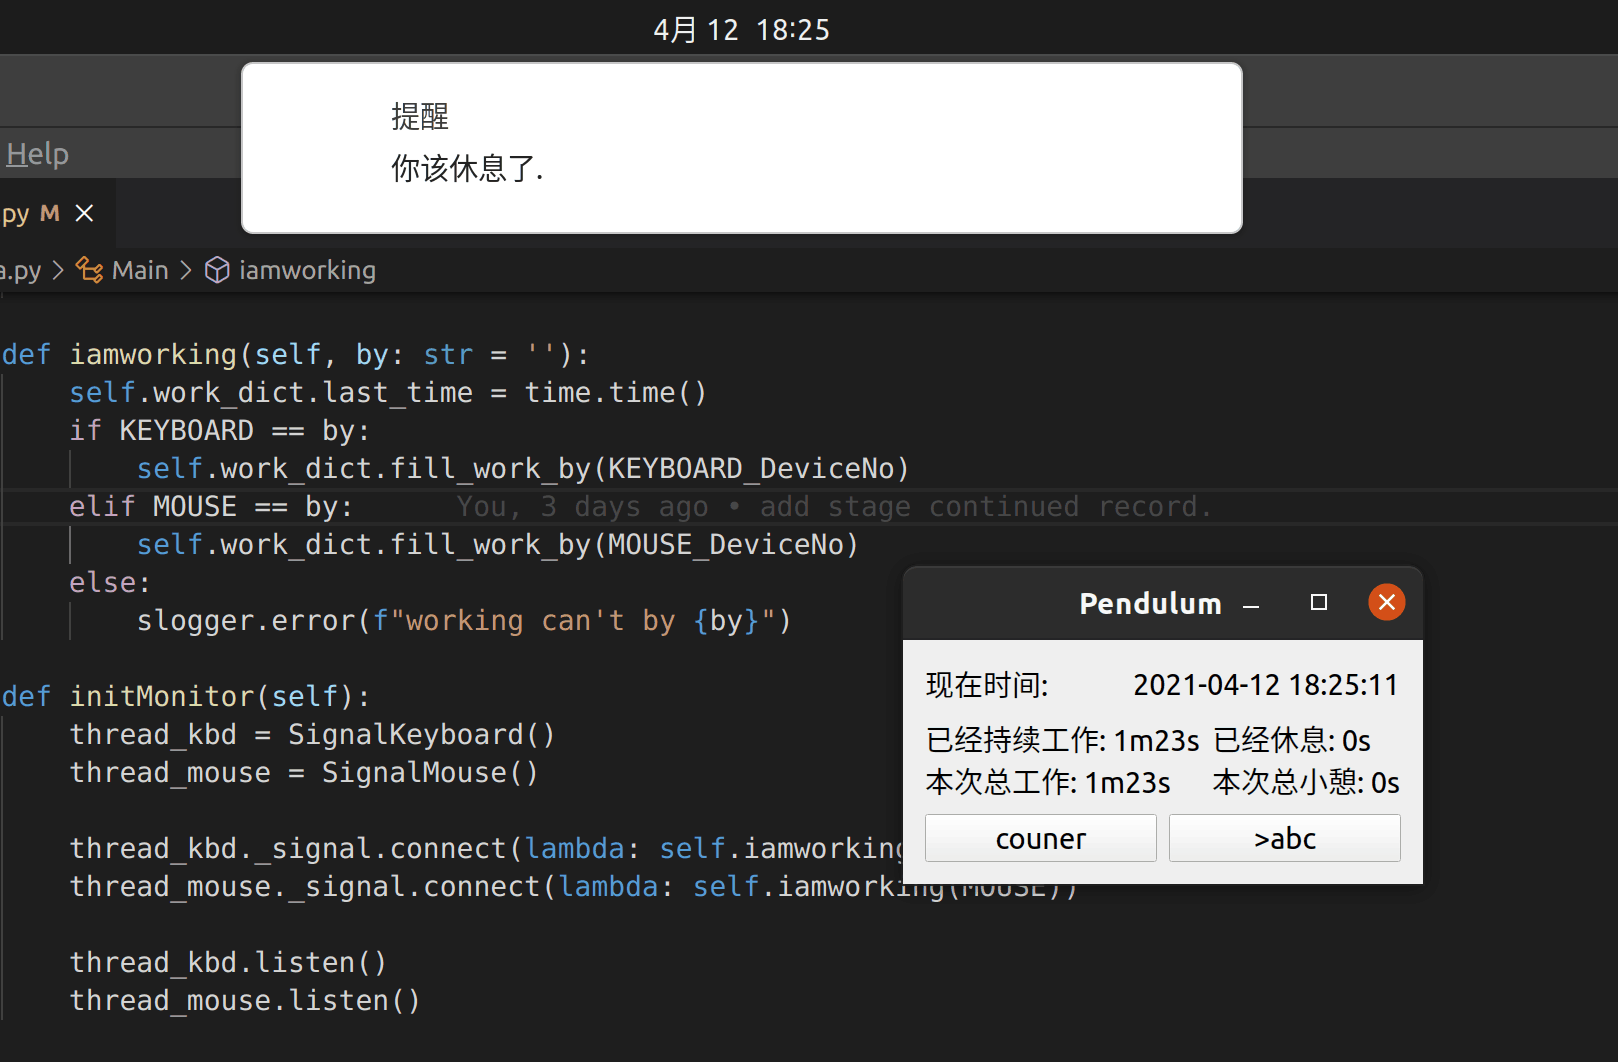 4月 12 18:25
提醒
你该休息了.
Help
py M
a.py > Main > iamworking
def iamworking(self, by: str = ''):
self.work_dict.last_time = time.time()
if KEYBOARD == by:
self.work_dict.fill_work_by(KEYBOARD_DeviceNo)
elif MOUSE == by: You, 3 days ago • add stage continued record.
self.work_dict.fill_work_by(MOUSE_DeviceNo)
else:
slogger.error(f"working can't by {by}")
def initMonitor(self):
thread_kbd = SignalKeyboard()
thread_mouse = SignalMouse()
thread_kbd._signal.connect(lambda: self.iamworking
thread_mouse._signal.connect(lambda: self.iamworking(MOUSE))
thread_kbd.listen()
thread_mouse.listen()
Pendulum
现在时间: 2021-04-12 18:25:11
已经持续工作: 1m23s 已经休息: 0s
本次总工作: 1m23s 本次总小憩: 0s
couner >abc